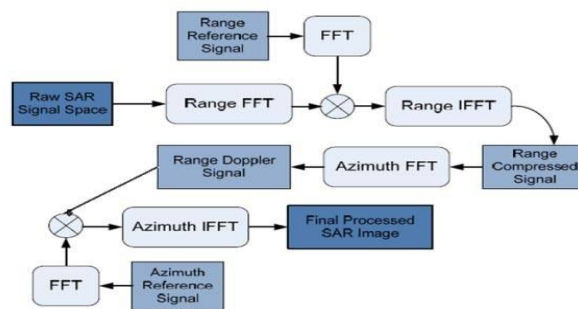 Range
Reference
Signal
FFT
Raw SAR
Signal Space
Range FFT
Range IFFT
Range Doppler
Signal
Azimuth FFT
Range
Compressed
Signal
Azimuth IFFT
Final Processed
SAR Image
FFT
Azimuth
Reference
Signal